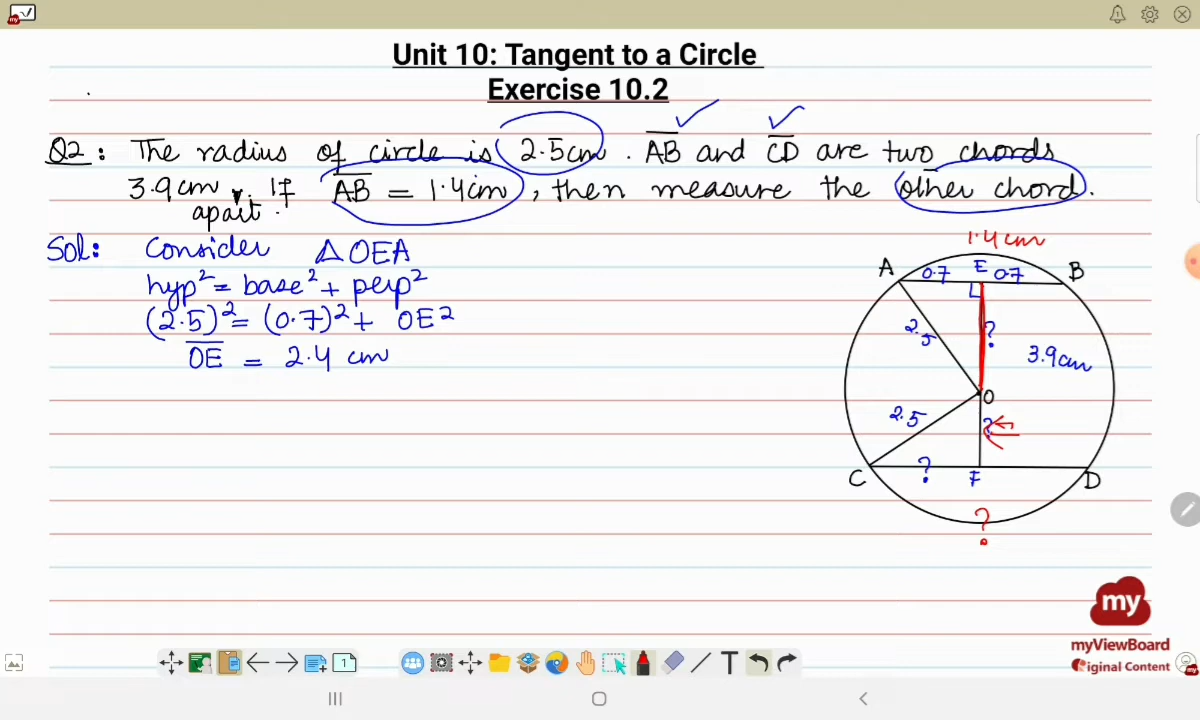 Unit 10: Tangent to a Circle
Exercise 10.2
Q2 : The radius of circle is 2.5cm . AB and CD are two chords
3.9cm apart. If AB = 1.4cm , then measure the other chord.
Sol: Consider △OEA
hyp² = base² + perp²
(2.5)² = (0.7)² + OE²
OE = 2.4 cm
1.4cm
A 0.7 E 0.7 B
2.5 ?
3.9cm
O
2.5 ?
C ? F D
?
my
myViewBoard
Original Content
1
T